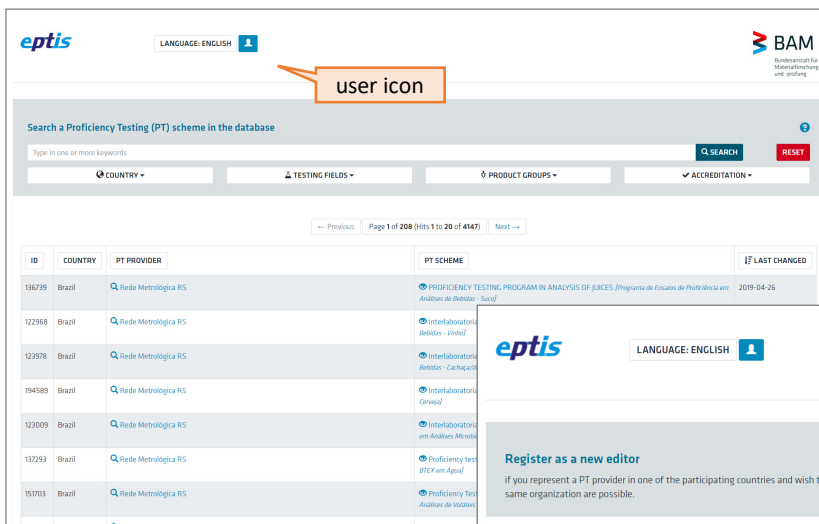 eptis
LANGUAGE: ENGLISH
BAM
Bundesanstalt für
Materialforschung
und -prüfung
user icon
Search a Proficiency Testing (PT) scheme in the database
Type in one or more keywords
SEARCH
RESET
COUNTRY
TESTING FIELDS
PRODUCT GROUPS
ACCREDITATION
← Previous Page 1 of 208 (Hits 1 to 20 of 4147) Next →
ID COUNTRY PT PROVIDER PT SCHEME LAST CHANGED
136739 Brazil Rede Metrológica RS PROFICIENCY TESTING PROGRAM IN ANALYSIS OF JUICES [Programa de Ensaios de Proficiência em 2019-04-26
Análises de Bebidas - Suco]
122968 Brazil Rede Metrológica RS Interlaboratoria
Bebidas - Vinho]
123978 Brazil Rede Metrológica RS Interlaboratoria
Bebidas - Cachaça/d
194589 Brazil Rede Metrológica RS Interlaboratoria
Cerveja]
123009 Brazil Rede Metrológica RS Interlaboratoria
em Análises Microbi
137293 Brazil Rede Metrológica RS Proficiency test
BTEX em Água]
151703 Brazil Rede Metrológica RS Proficiency Test
Análises de Voláteis
eptis
LANGUAGE: ENGLISH
Register as a new editor
if you represent a PT provider in one of the participating countries and wish t
same organization are possible.